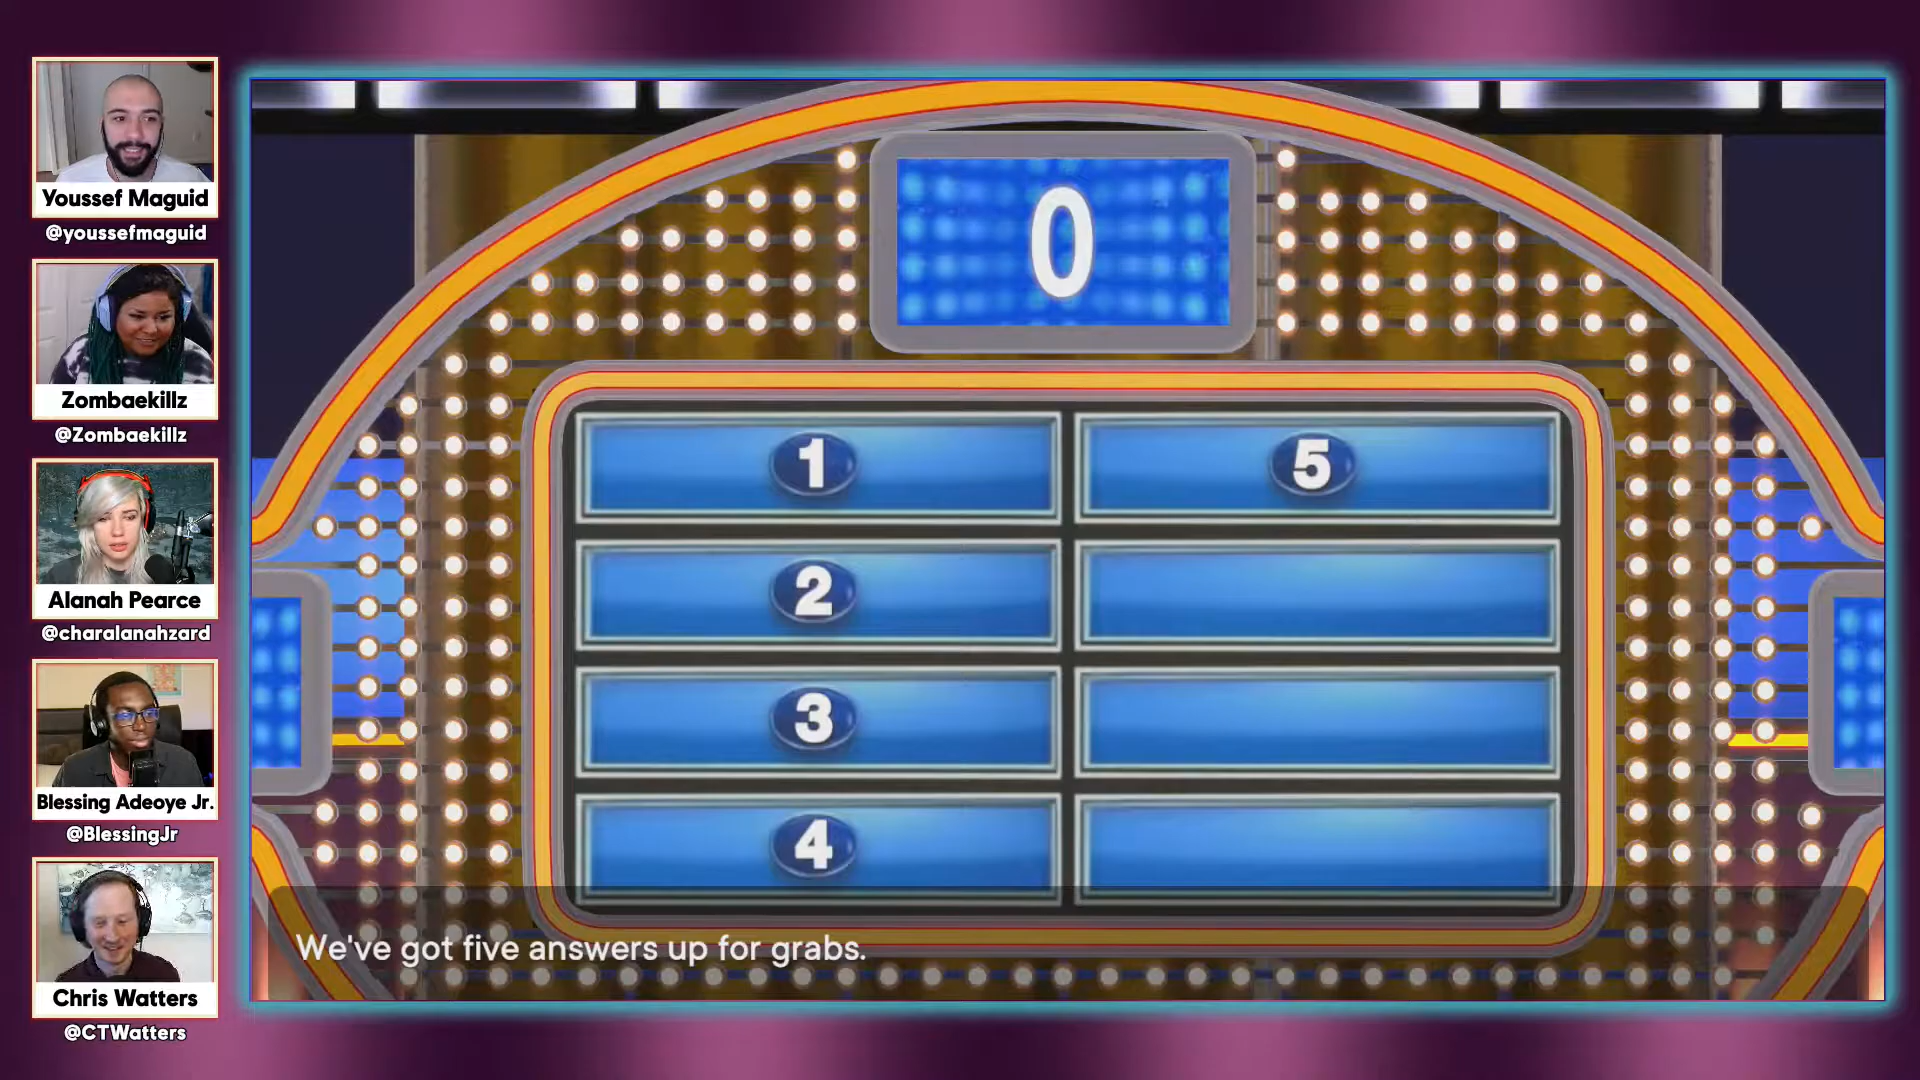 Youssef Maguid
@youssefmaguid
Zombaekillz
@Zombaekillz
Alanah Pearce
@charalanahzard
Blessing Adeoye Jr.
@BlessingJr
Chris Watters
@CTWatters
0
1
5
2
3
4
We've got five answers up for grabs.